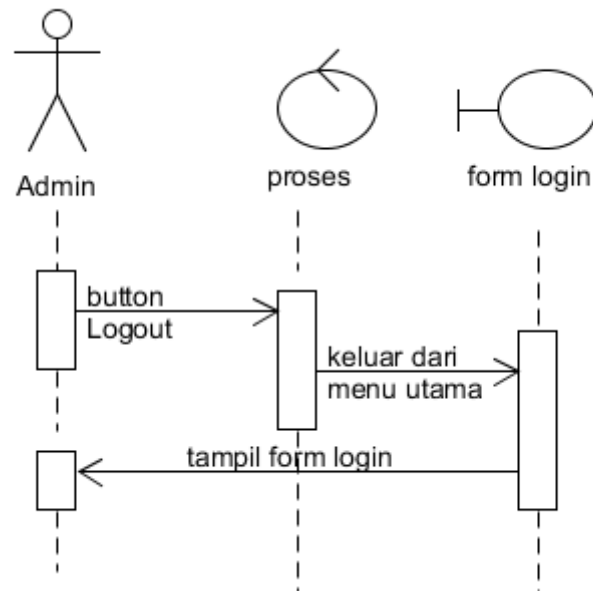 Admin
proses
form login
button
Logout
keluar dari
menu utama
tampil form login